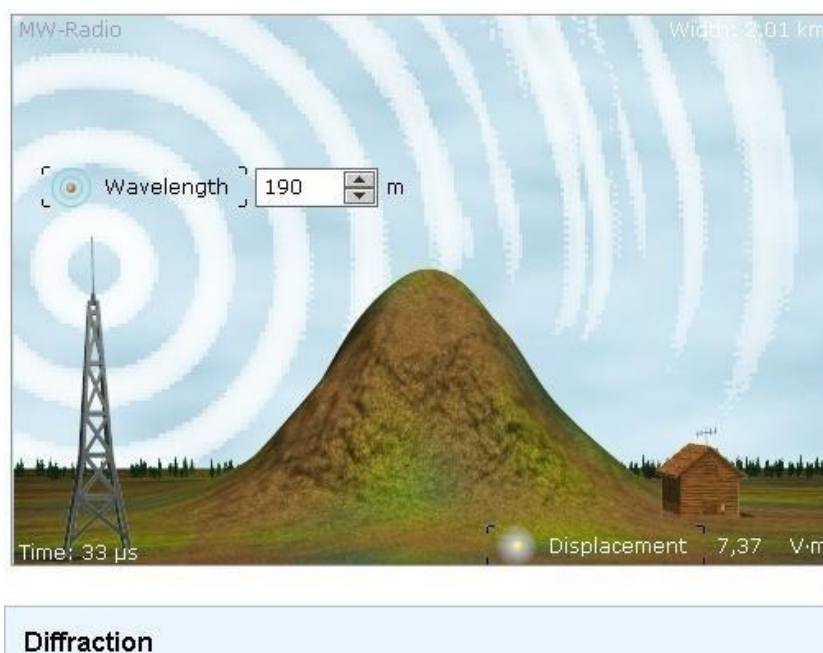 MW-Radio
Width: 2.01 km
Wavelength 190 m
Time: 33 µs
Displacement 7,37 V·m
Diffraction